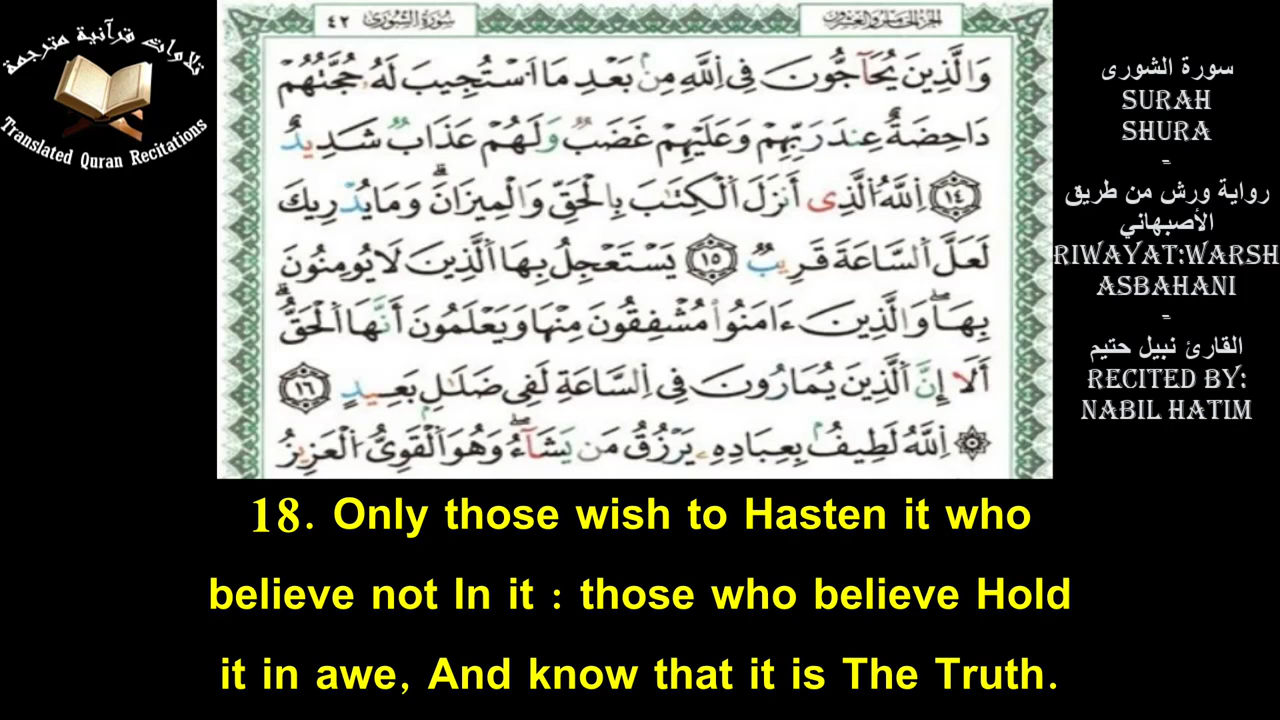 تلاوات قرآنية مترجمة
Translated Quran Recitations
٤٢ سورة الشورى
الجزء الخامس والعشرون
وَالَّذِينَ يُحَآجُّونَ فِي اللَّهِ مِنۢ بَعْدِ مَا اَسْتُجِيبَ لَهُۥ حُجَّتُهُمْ
دَاحِضَةٌ عِندَ رَبِّهِمْ وَعَلَيْهِمْ غَضَبٌ وَلَهُمْ عَذَابٌ شَدِيدٌ
١٤ اِللَّهُ اُلَّذِى أَنزَلَ اَلْكِتَٰبَ بِالْحَقِّ وَالْمِيزَانَ وَمَا يُدْرِيكَ
لَعَلَّ اَلسَّاعَةَ قَرِيبٌ ١٥ يَسْتَعْجِلُ بِهَا اَلَّذِينَ لَا يُومِنُونَ
بِهَا وَالَّذِينَ ءَامَنُوا مُشْفِقُونَ مِنْهَا وَيَعْلَمُونَ أَنَّهَا اَلْحَقُّ
أَلَا إِنَّ اَلَّذِينَ يُمَارُونَ فِى اِلسَّاعَةِ لَفِى ضَلَٰلٍ بَعِيدٍ ١٦
۞ اِللَّهُ لَطِيفٌۢ بِعِبَادِهِۦ يَرْزُقُ مَن يَشَآءُ وَهُوَ اَلْقَوِىُّ اُلْعَزِيزُ
سورة الشورى
SURAH
SHURA
-
رواية ورش من طريق
الأصبهاني
RIWAYAT:WARSH
ASBAHANI
-
القارئ نبيل حتيم
RECITED BY:
NABIL HATIM
18. Only those wish to Hasten it who
believe not In it : those who believe Hold
it in awe, And know that it is The Truth.